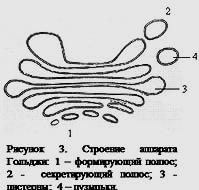 2
4
3
1
Рисунок 3. Строение аппарата
Гольджи: 1 – формирующий полюс;
2 - секретирующий полюс; 3 -
цистерны; 4 – пузырьки.